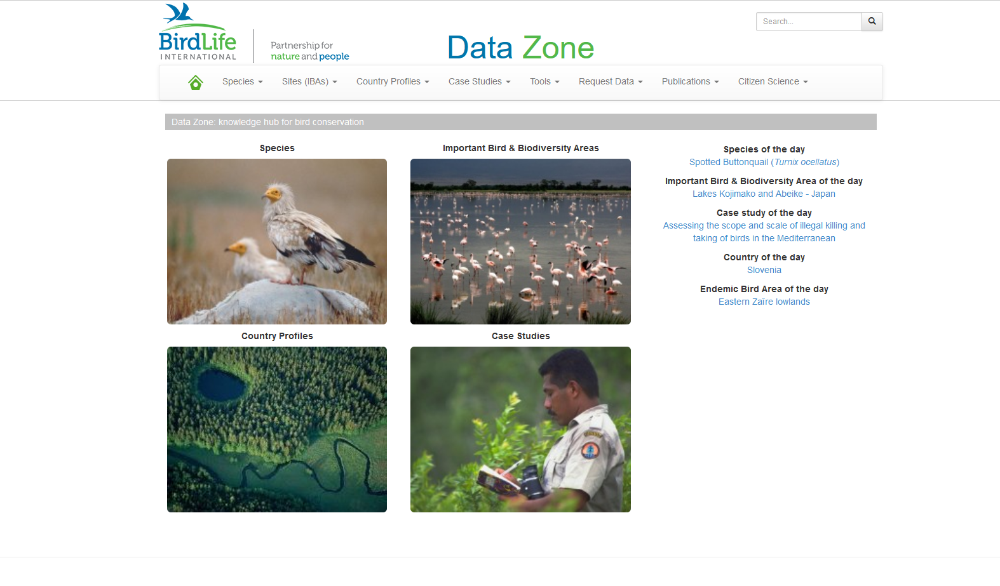 BirdLife
INTERNATIONAL
Partnership for
nature and people
Data Zone
Search...
Species
Sites (IBAs)
Country Profiles
Case Studies
Tools
Request Data
Publications
Citizen Science
Data Zone: knowledge hub for bird conservation
Species
Important Bird & Biodiversity Areas
Country Profiles
Case Studies
Species of the day
Spotted Buttonquail (Turnix ocellatus)
Important Bird & Biodiversity Area of the day
Lakes Kojimako and Abeike - Japan
Case study of the day
Assessing the scope and scale of illegal killing and
taking of birds in the Mediterranean
Country of the day
Slovenia
Endemic Bird Area of the day
Eastern Zaïre lowlands